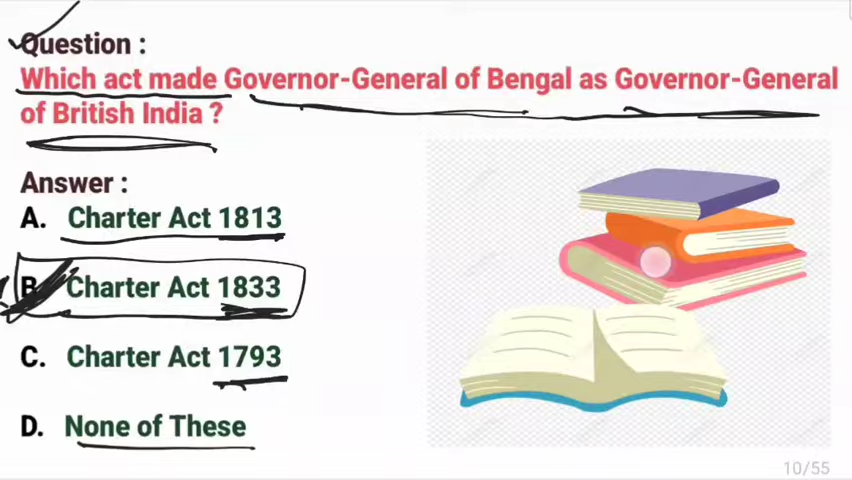 Question :
Which act made Governor-General of Bengal as Governor-General
of British India ?
Answer :
A. Charter Act 1813
B. Charter Act 1833
C. Charter Act 1793
D. None of These
10/55